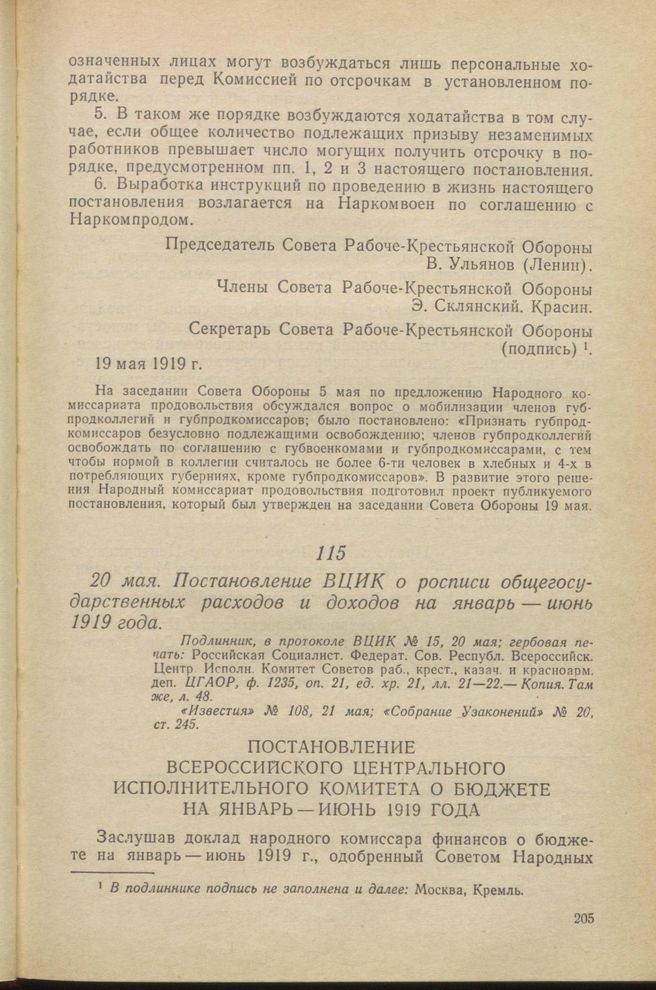 означенных лицах могут возбуждаться лишь персональные хо-
датайства перед Комиссией по отсрочкам в установленном по-
рядке.
5. В таком же порядке возбуждаются ходатайства в том слу-
чае, если общее количество подлежащих призыву незаменимых
работников превышает число могущих получить отсрочку в по-
рядке, предусмотренном пп. 1, 2 и 3 настоящего постановления.
6. Выработка инструкций по проведению в жизнь настоящего
постановления возлагается на Наркомвоен по соглашению с
Наркомпродом.
Председатель Совета Рабоче-Крестьянской Обороны
В. Ульянов (Ленин).
Члены Совета Рабоче-Крестьянской Обороны
Э. Склянский. Красин.
Секретарь Совета Рабоче-Крестьянской Обороны
(подпись) ¹.
19 мая 1919 г.
На заседании Совета Обороны 5 мая по предложению Народного ко-
миссариата продовольствия обсуждался вопрос о мобилизации членов губ-
продколлегий и губпродкомиссаров; было постановлено: «Признать губпрод-
комиссаров безусловно подлежащими освобождению; членов губпродколлегий
освобождать по соглашению с губвоенкомами и губпродкомиссарами, с тем
чтобы нормой в коллегии считалось не более 6-ти человек в хлебных и 4-х в
потребляющих губерниях, кроме губпродкомиссаров». В развитие этого реше-
ния Народный комиссариат продовольствия подготовил проект публикуемого
постановления, который был утвержден на заседании Совета Обороны 19 мая.
115
20 мая. Постановление ВЦИК о росписи общегосу-
дарственных расходов и доходов на январь — июнь
1919 года.
Подлинник, в протоколе ВЦИК № 15, 20 мая; гербовая пе-
чать: Российская Социалист. Федерат. Сов. Республ. Всероссийск.
Центр Исполн. Комитет Советов раб., крест., казач. и красноарм.
деп. ЦГАОР, ф. 1235, оп. 21, ед. хр. 21, лл. 21—22.— Копия. Там
же, л. 48.
«Известия» № 108, 21 мая; «Собрание Узаконений» № 20,
ст. 245.
ПОСТАНОВЛЕНИЕ
ВСЕРОССИЙСКОГО ЦЕНТРАЛЬНОГО
ИСПОЛНИТЕЛЬНОГО КОМИТЕТА О БЮДЖЕТЕ
НА ЯНВАРЬ — ИЮНЬ 1919 ГОДА
Заслушав доклад народного комиссара финансов о бюдже-
те на январь — июнь 1919 г., одобренный Советом Народных
¹ В подлиннике подпись не заполнена и далее: Москва, Кремль.
205